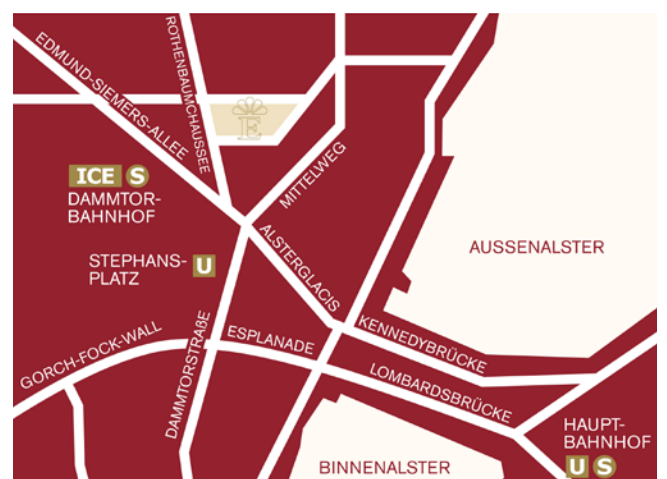 ROTHENBAUMCHAUSSEE
EDMUND-SIEMERS-ALLEE
E
MITTELWEG
ICE S
DAMMTOR-
BAHNHOF
STEPHANS-
PLATZ
U
ALSTERGLACIS
AUSSENALSTER
GORCH-FOCK-WALL
DAMMTORSTRAßE
ESPLANADE
KENNEDYBRÜCKE
LOMBARDSBRÜCKE
HAUPT-
BAHNHOF
U S
BINNENALSTER